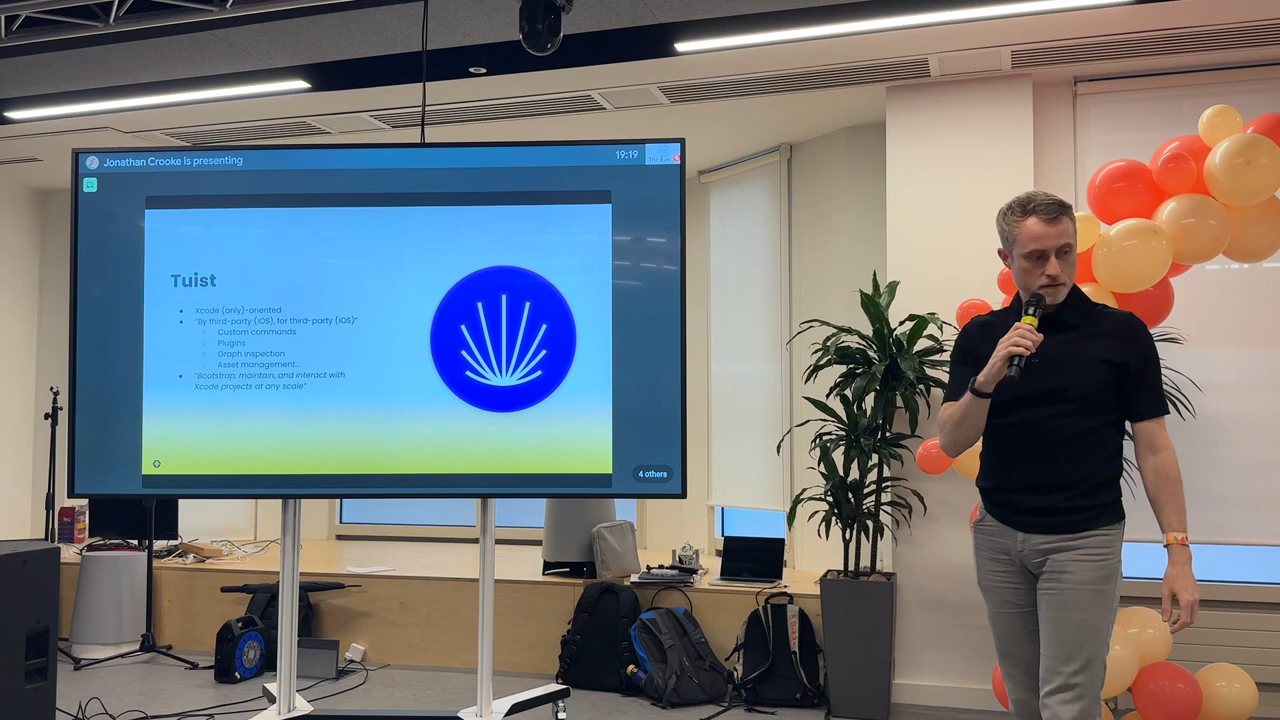 Jonathan Crooke is presenting
19:19
Tuist
Xcode (only)-oriented
"By third-party (iOS), for third-party (iOS)"
Custom commands
Plugins
Graph inspection
Asset management...
"Bootstrap, maintain, and interact with
Xcode projects at any scale"
4 others